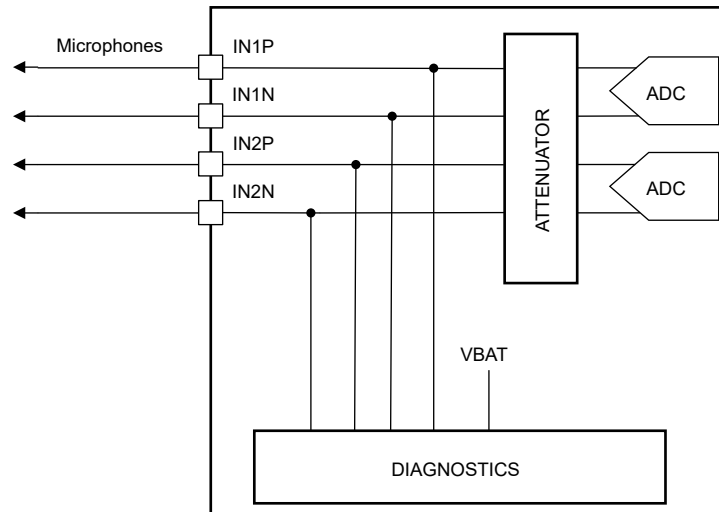 Microphones
IN1P
IN1N
IN2P
IN2N
ATTENUATOR
ADC
ADC
VBAT
DIAGNOSTICS